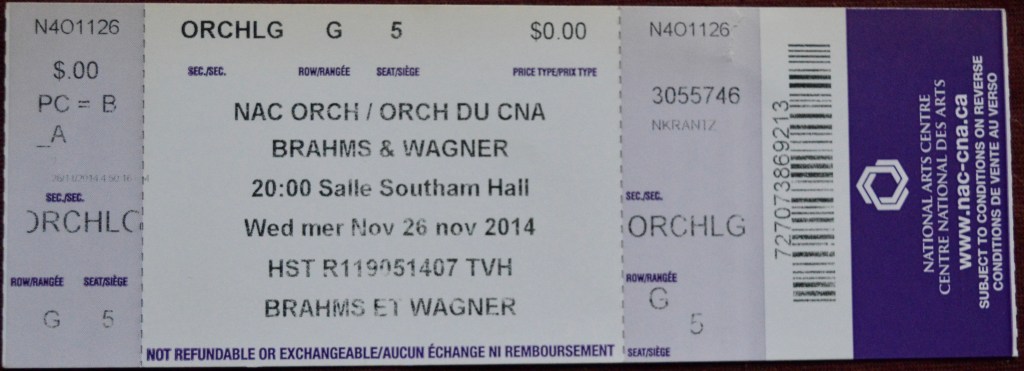 N4O1126
$.00
PC = B
_A
SEC./SEC.
ORCHLG
ROW/RANGÉE SEAT/SIÈGE
G 5
ORCHLG G 5 $0.00
SEC./SEC. ROW/RANGÉE SEAT/SIÈGE PRICE TYPE/PRIX TYPE
NAC ORCH / ORCH DU CNA
BRAHMS & WAGNER
20:00 Salle Southam Hall
Wed mer Nov 26 nov 2014
HST R119051407 TVH
BRAHMS ET WAGNER
NOT REFUNDABLE OR EXCHANGEABLE/AUCUN ÉCHANGE NI REMBOURSEMENT
N4O1126
3055746
NKRANTZ
SEC./SEC.
ORCHLG
ROW/RANGÉE
G
5
SEAT/SIÈGE
727073869213
NATIONAL ARTS CENTRE
CENTRE NATIONAL DES ARTS
www.nac-cna.ca
SUBJECT TO CONDITIONS ON REVERSE
CONDITIONS DE VENTE AU VERSO